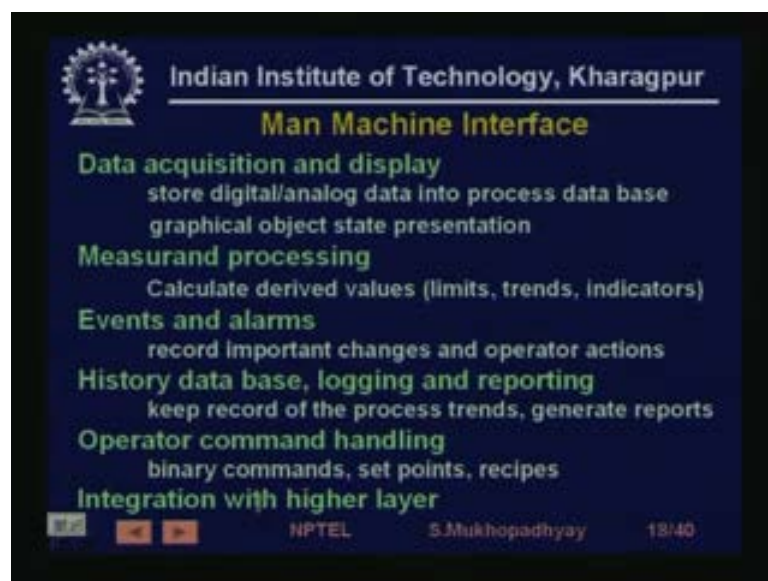 Indian Institute of Technology, Kharagpur
Man Machine Interface
Data acquisition and display
store digital/analog data into process data base
graphical object state presentation
Measurand processing
Calculate derived values (limits, trends, indicators)
Events and alarms
record important changes and operator actions
History data base, logging and reporting
keep record of the process trends, generate reports
Operator command handling
binary commands, set points, recipes
Integration with higher layer
NPTEL S.Mukhopadhyay 18/40